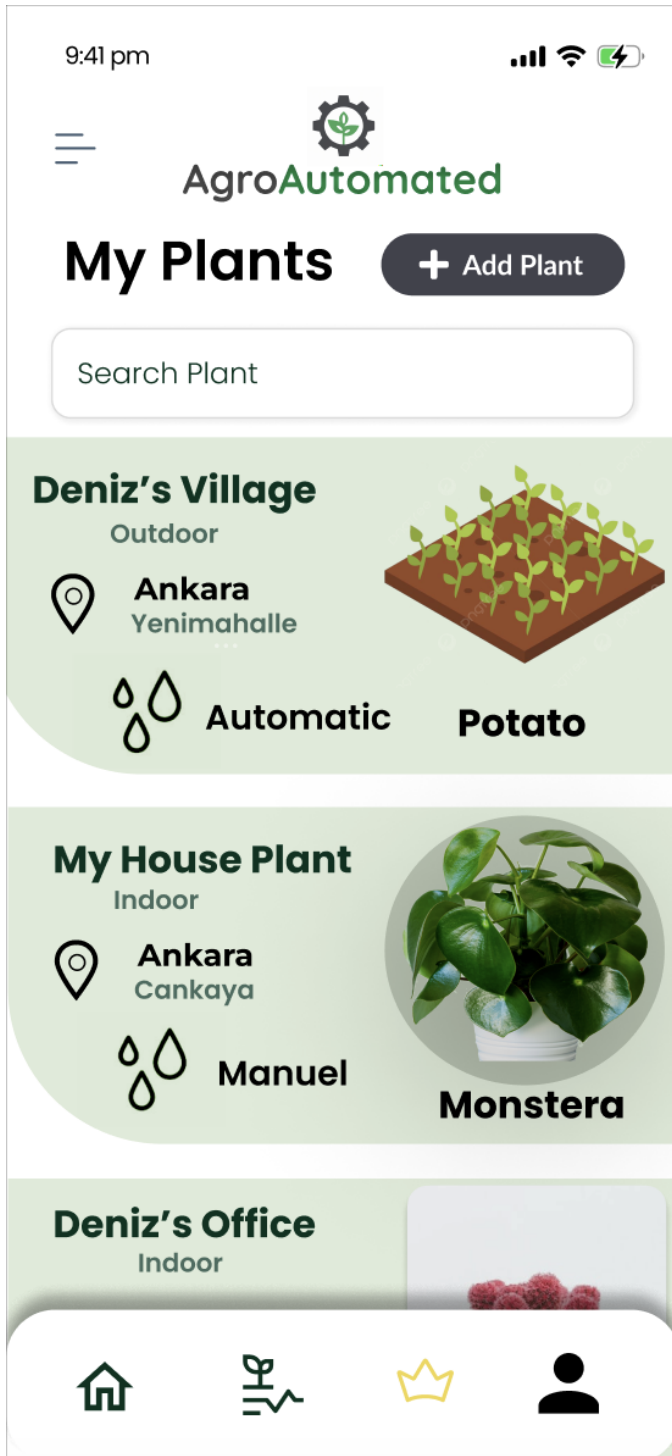 9:41 pm
AgroAutomated
My Plants
Add Plant
Search Plant
Deniz's Village
Outdoor
Ankara
Yenimahalle
Automatic
Potato
My House Plant
Indoor
Ankara
Cankaya
Manuel
Monstera
Deniz's Office
Indoor